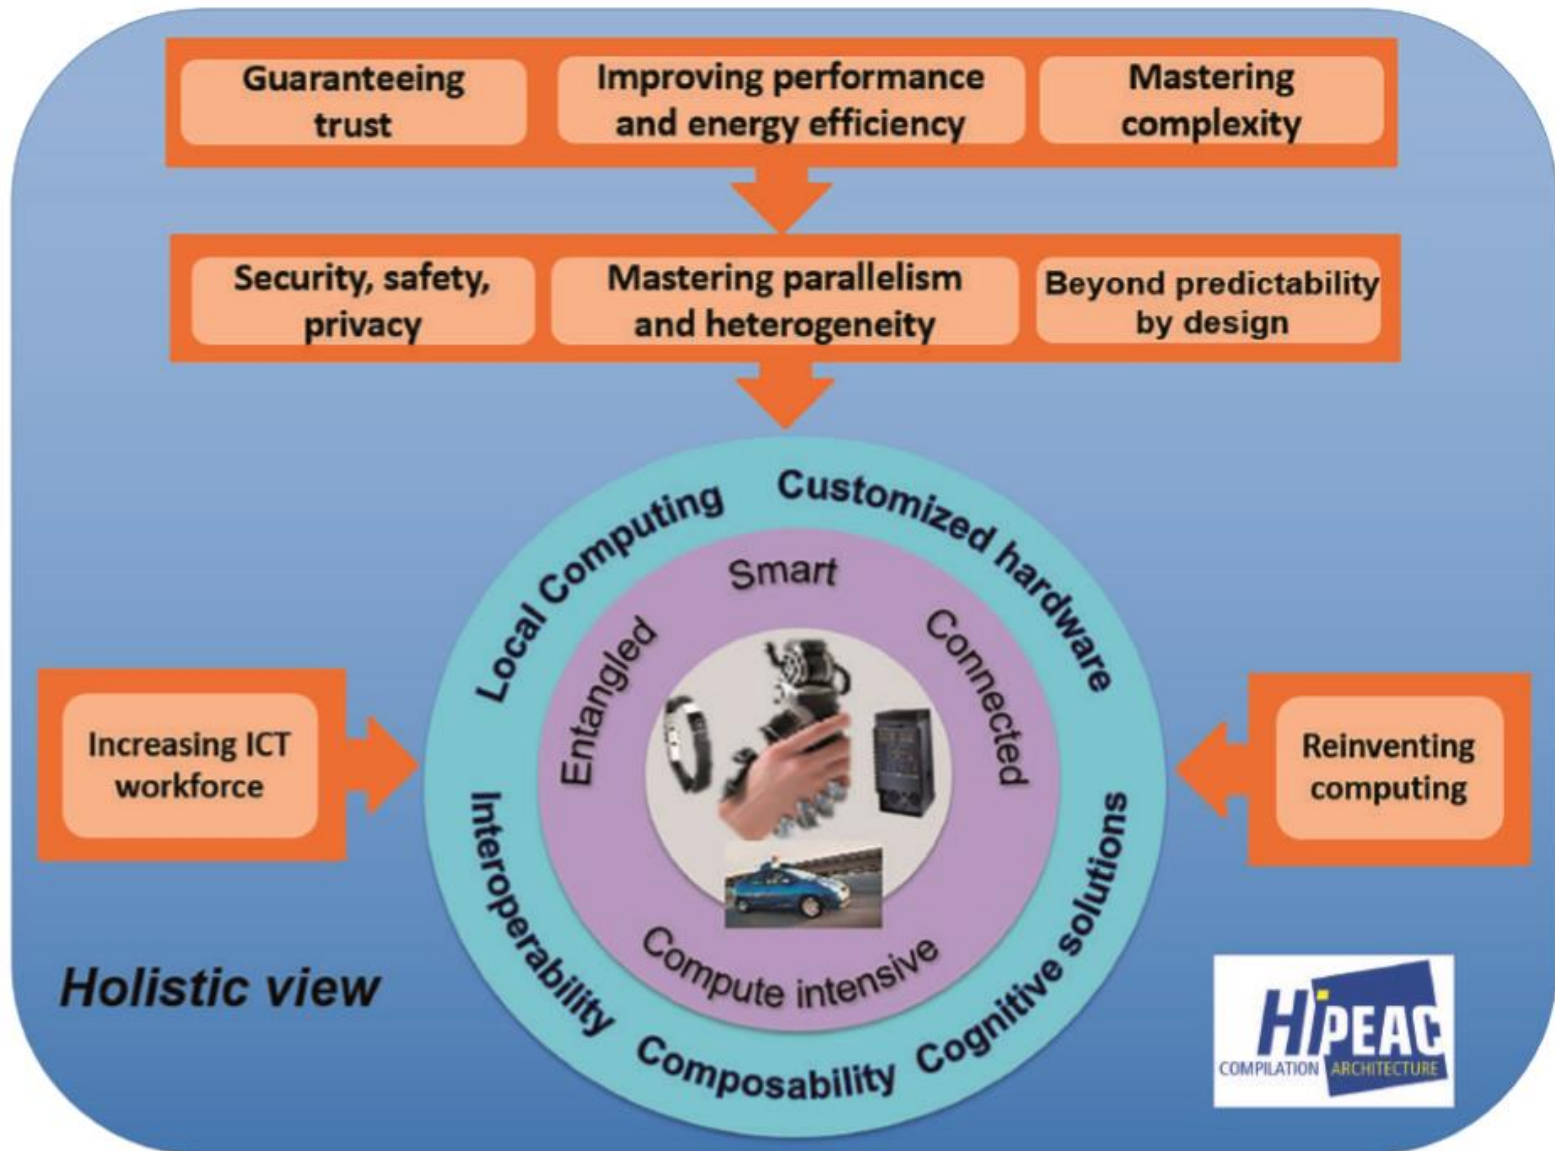 Guaranteeing
trust
Improving performance
and energy efficiency
Mastering
complexity
Security, safety,
privacy
Mastering parallelism
and heterogeneity
Beyond predictability
by design
Local Computing
Customized hardware
Smart
Entangled
Connected
Increasing ICT
workforce
Reinventing
computing
Interoperability
Compute intensive
Cognitive solutions
Composability
Holistic view
HiPEAC
COMPILATION ARCHITECTURE